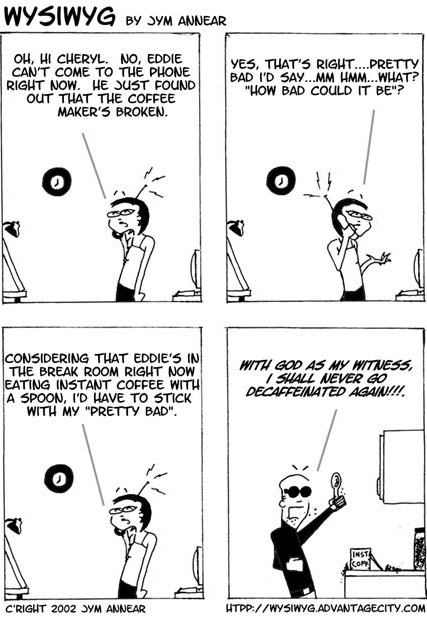 WYSIWYG BY JYM ANNEAR
OH, HI CHERYL. NO, EDDIE
CAN'T COME TO THE PHONE
RIGHT NOW. HE JUST FOUND
OUT THAT THE COFFEE
MAKER'S BROKEN.
YES, THAT'S RIGHT....PRETTY
BAD I'D SAY...MM HMM...WHAT?
"HOW BAD COULD IT BE"?
CONSIDERING THAT EDDIE'S IN
THE BREAK ROOM RIGHT NOW
EATING INSTANT COFFEE WITH
A SPOON, I'D HAVE TO STICK
WITH MY "PRETTY BAD".
WITH GOD AS MY WITNESS,
I SHALL NEVER GO
DECAFFEINATED AGAIN!!!.
INST
COFF
C'RIGHT 2002 JYM ANNEAR
HTPP://WYSIWYG.ADVANTAGECITY.COM